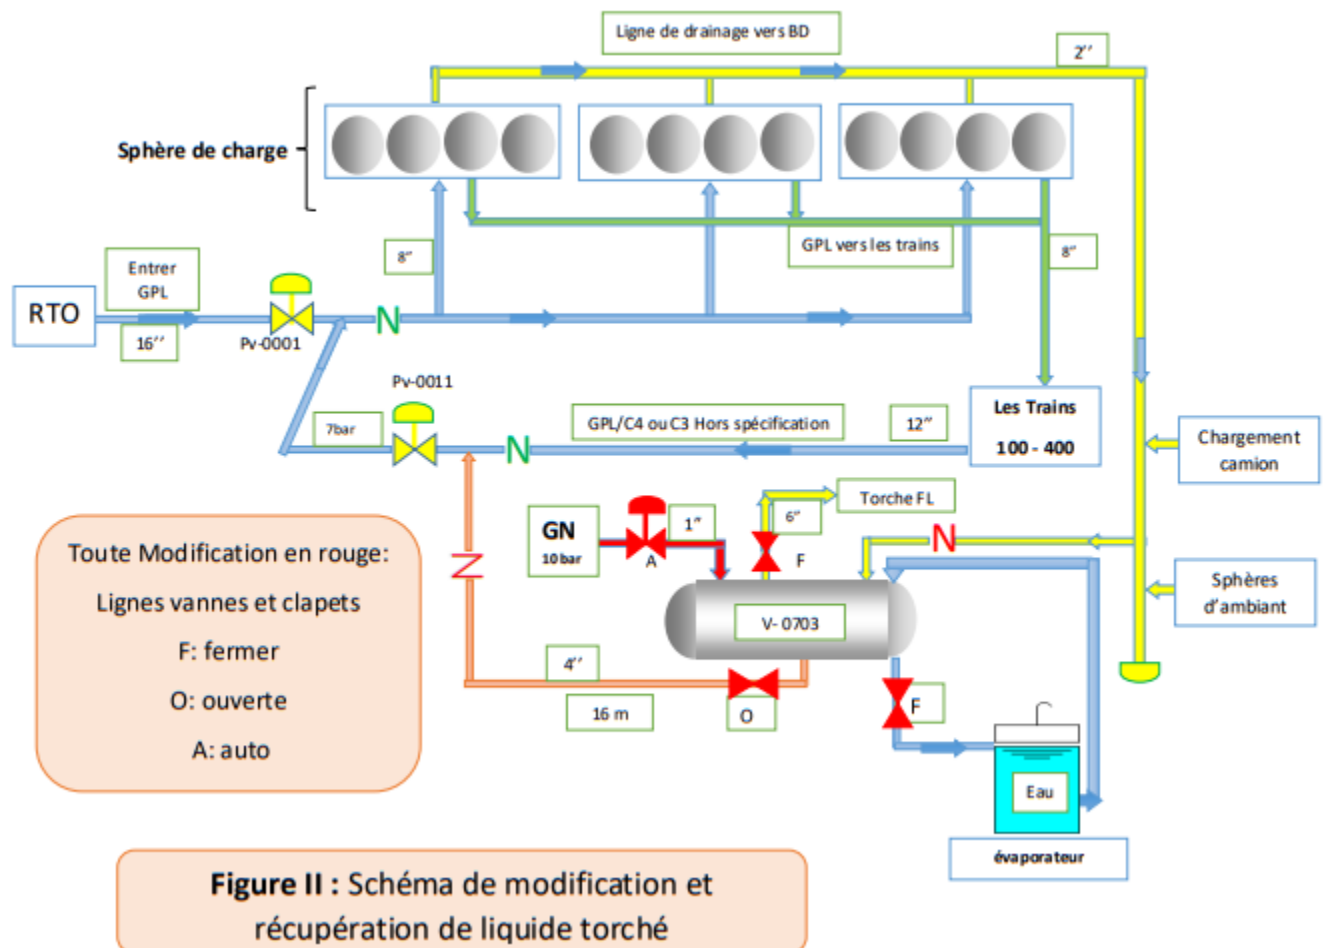 Ligne de drainage vers BD
2’’
Sphère de charge
GPL vers les trains
8’’
8’’
Entrer
GPL
RTO
16’’
N
Pv-0001
Pv-0011
7bar
GPL/C4 ou C3 Hors spécification
12’’
N
Les Trains
100 - 400
Chargement
camion
Torche FL
GN
10 bar
1’’
6’’
A
F
N
N
Toute Modification en rouge:
Lignes vannes et clapets
F: fermer
O: ouverte
A: auto
Sphères
d’ambiant
V- 0703
4’’
16 m
O
F
Eau
évaporateur
Figure II : Schéma de modification et
récupération de liquide torché